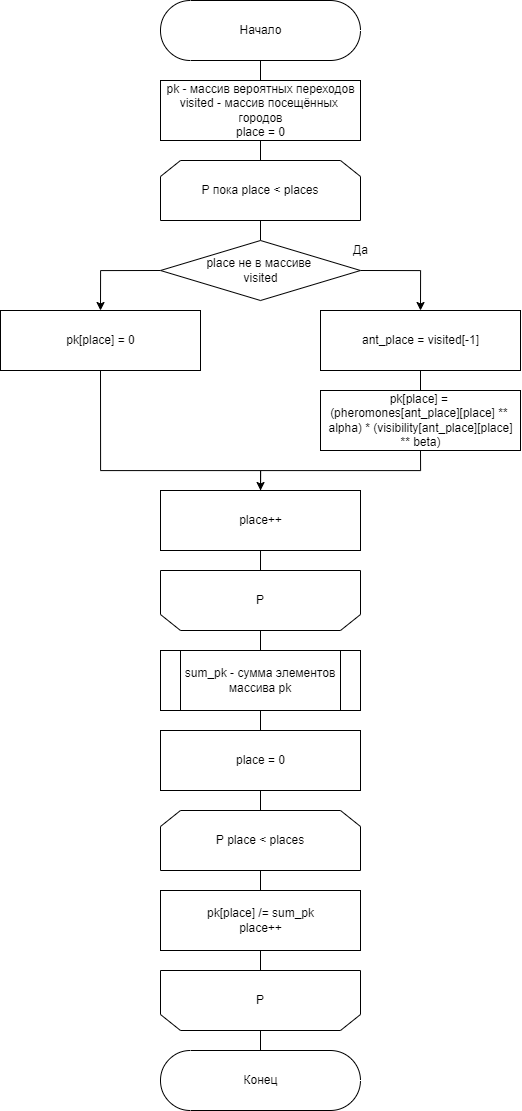 Начало
pk - массив вероятных переходов
visited - массив посещённых
городов
place = 0
P пока place < places
place не в массиве
visited
Да
pk[place] = 0
ant_place = visited[-1]
pk[place] =
(pheromones[ant_place][place] **
alpha) * (visibility[ant_place][place]
** beta)
place++
P
sum_pk - сумма элементов
массива pk
place = 0
P place < places
pk[place] /= sum_pk
place++
P
Конец